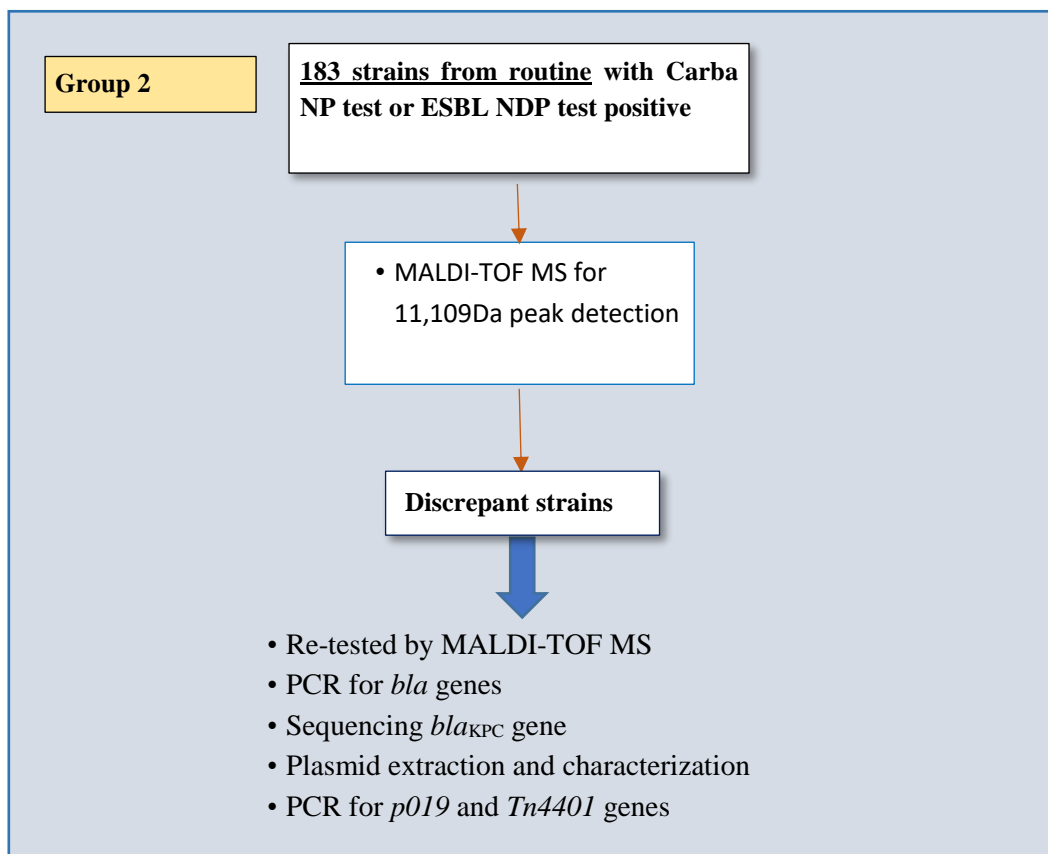 Group 2
183 strains from routine with Carba
NP test or ESBL NDP test positive
• MALDI-TOF MS for
11,109Da peak detection
Discrepant strains
• Re-tested by MALDI-TOF MS
• PCR for bla genes
• Sequencing blaKPC gene
• Plasmid extraction and characterization
• PCR for p019 and Tn4401 genes